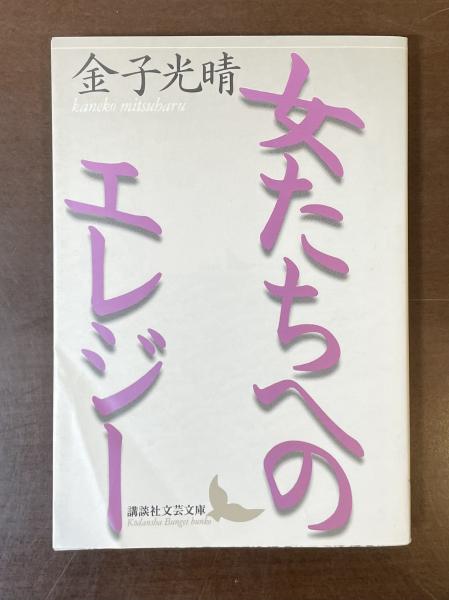 金子光晴
kaneko mitsuharu
女たちへの
エレジー
講談社文芸文庫
Kōdansha Bungei bunko